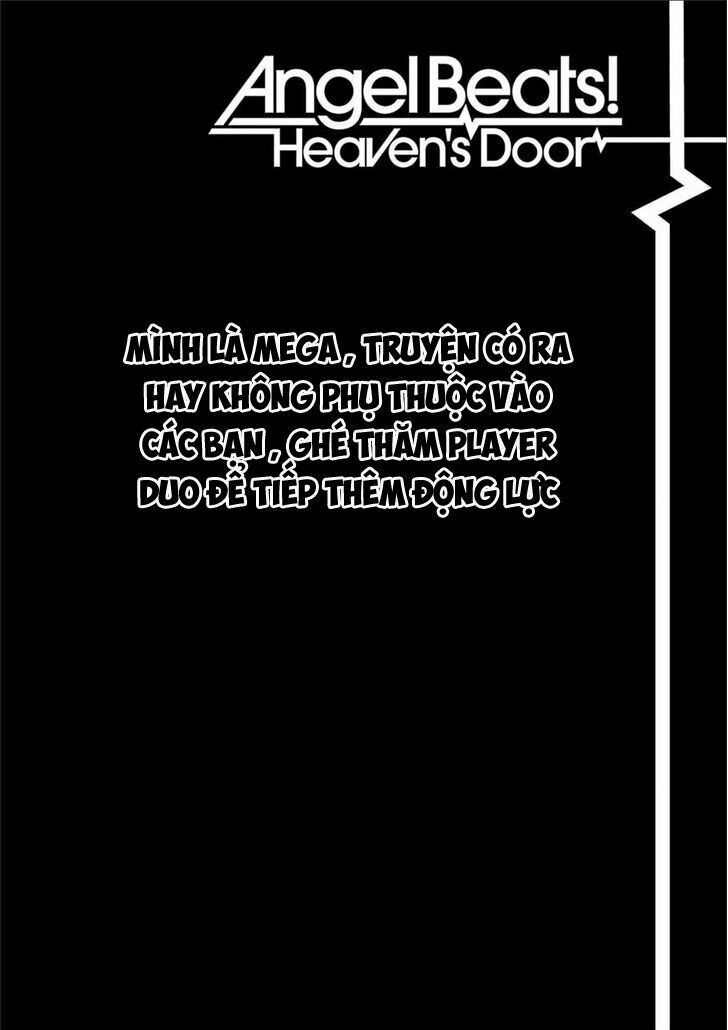 Angel Beats!
Heaven's Door
MÌNH LÀ MEGA , TRUYỆN CÓ RA
HAY KHÔNG PHỤ THUỘC VÀO
CÁC BẠN , GHÉ THĂM PLAYER
DUO ĐỂ TIẾP THÊM ĐỘNG LỰC